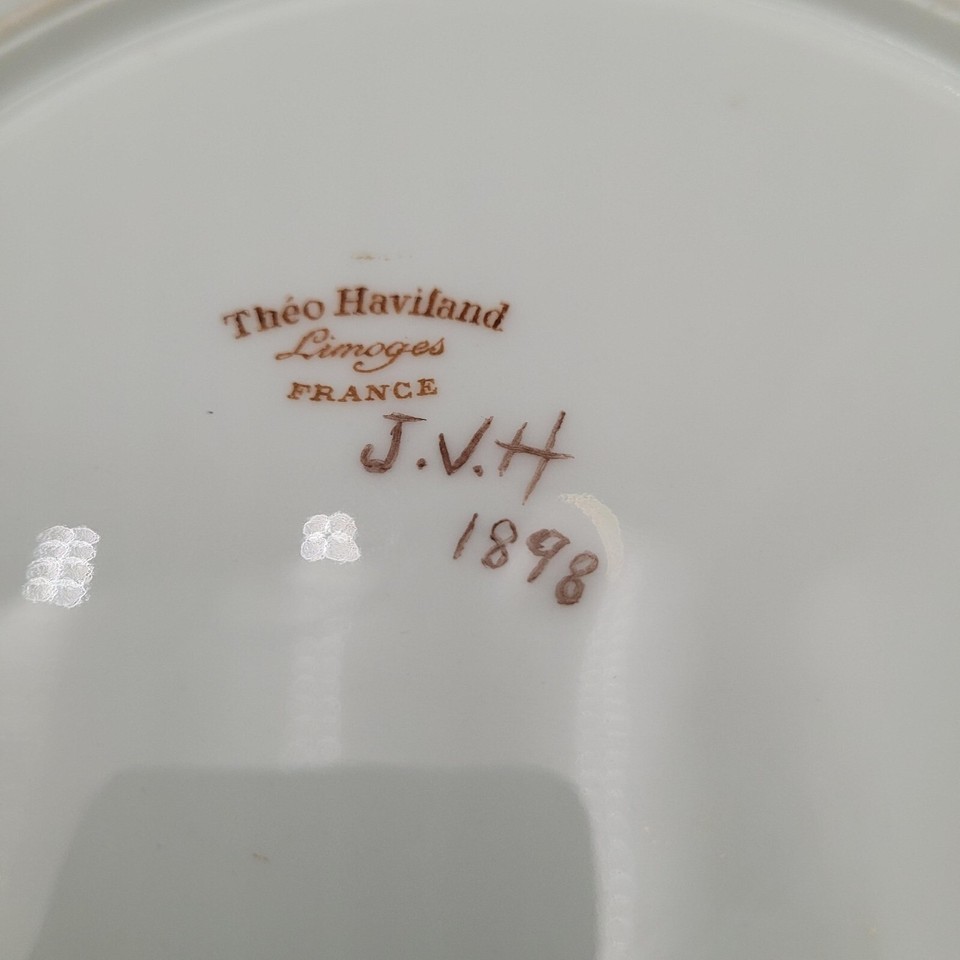 Théo Haviland
Limoges
FRANCE
J.V.H
1898